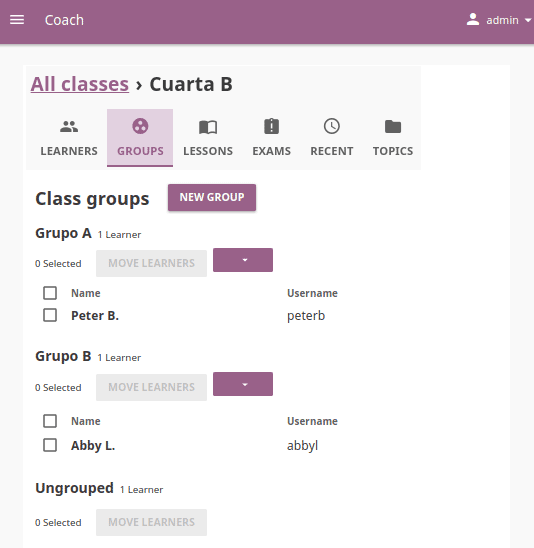 Coach
admin
All classes › Cuarta B
LEARNERS GROUPS LESSONS EXAMS RECENT TOPICS
Class groups NEW GROUP
Grupo A 1 Learner
0 Selected MOVE LEARNERS
Name Username
Peter B. peterb
Grupo B 1 Learner
0 Selected MOVE LEARNERS
Name Username
Abby L. abbyl
Ungrouped 1 Learner
0 Selected MOVE LEARNERS